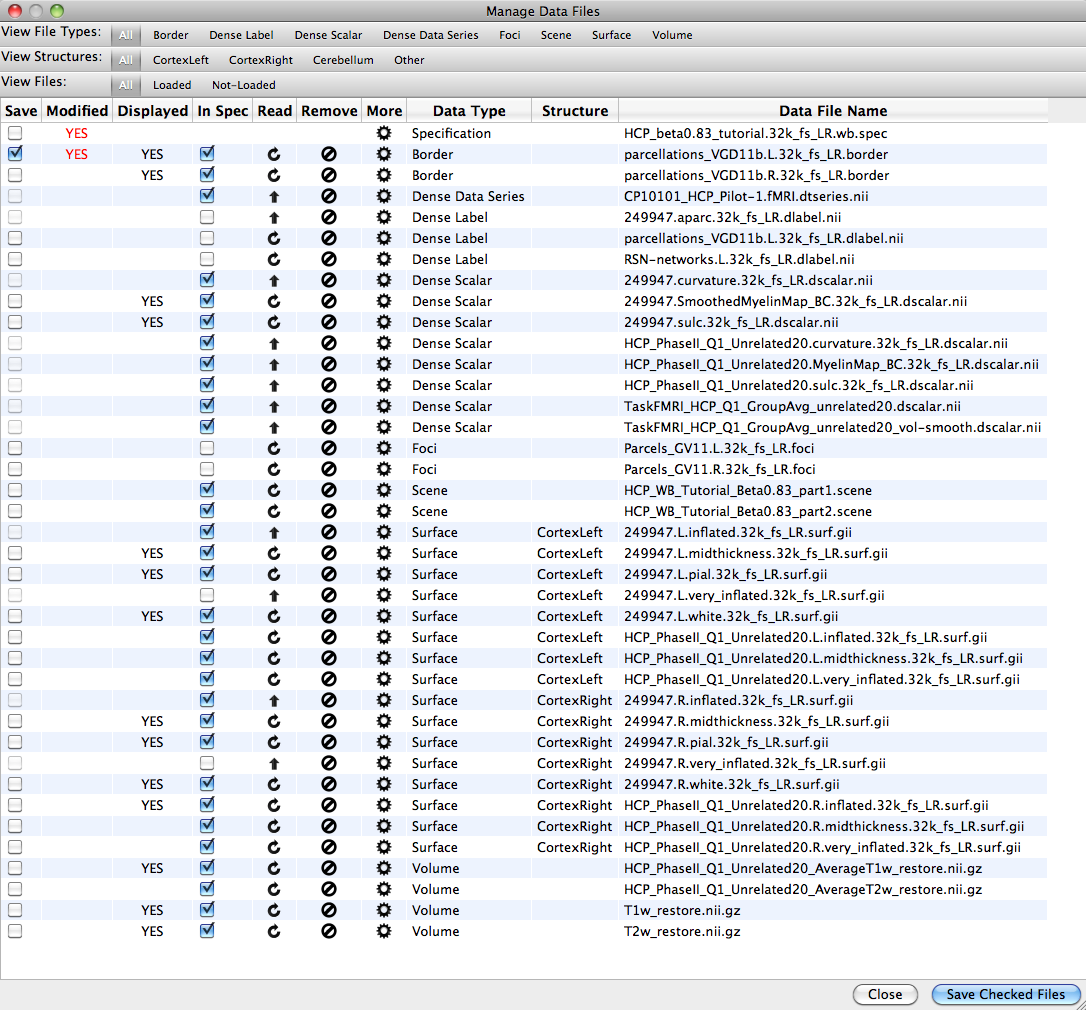 Manage Data Files
View File Types: All Border Dense Label Dense Scalar Dense Data Series Foci Scene Surface Volume
View Structures: All CortexLeft CortexRight Cerebellum Other
View Files: All Loaded Not-Loaded
Save Modified Displayed In Spec Read Remove More Data Type Structure Data File Name
YES Specification HCP_beta0.83_tutorial.32k_fs_LR.wb.spec
YES YES Border parcellations_VGD11b.L.32k_fs_LR.border
YES Border parcellations_VGD11b.R.32k_fs_LR.border
Dense Data Series CP10101_HCP_Pilot-1.fMRI.dtseries.nii
Dense Label 249947.aparc.32k_fs_LR.dlabel.nii
Dense Label parcellations_VGD11b.L.32k_fs_LR.dlabel.nii
Dense Label RSN-networks.L.32k_fs_LR.dlabel.nii
Dense Scalar 249947.curvature.32k_fs_LR.dscalar.nii
YES Dense Scalar 249947.SmoothedMyelinMap_BC.32k_fs_LR.dscalar.nii
YES Dense Scalar 249947.sulc.32k_fs_LR.dscalar.nii
Dense Scalar HCP_PhaseII_Q1_Unrelated20.curvature.32k_fs_LR.dscalar.nii
Dense Scalar HCP_PhaseII_Q1_Unrelated20.MyelinMap_BC.32k_fs_LR.dscalar.nii
Dense Scalar HCP_PhaseII_Q1_Unrelated20.sulc.32k_fs_LR.dscalar.nii
Dense Scalar TaskFMRI_HCP_Q1_GroupAvg_unrelated20.dscalar.nii
Dense Scalar TaskFMRI_HCP_Q1_GroupAvg_unrelated20_vol-smooth.dscalar.nii
Foci Parcels_GV11.L.32k_fs_LR.foci
Foci Parcels_GV11.R.32k_fs_LR.foci
Scene HCP_WB_Tutorial_Beta0.83_part1.scene
Scene HCP_WB_Tutorial_Beta0.83_part2.scene
Surface CortexLeft 249947.L.inflated.32k_fs_LR.surf.gii
YES Surface CortexLeft 249947.L.midthickness.32k_fs_LR.surf.gii
YES Surface CortexLeft 249947.L.pial.32k_fs_LR.surf.gii
Surface CortexLeft 249947.L.very_inflated.32k_fs_LR.surf.gii
YES Surface CortexLeft 249947.L.white.32k_fs_LR.surf.gii
Surface CortexLeft HCP_PhaseII_Q1_Unrelated20.L.inflated.32k_fs_LR.surf.gii
Surface CortexLeft HCP_PhaseII_Q1_Unrelated20.L.midthickness.32k_fs_LR.surf.gii
Surface CortexLeft HCP_PhaseII_Q1_Unrelated20.L.very_inflated.32k_fs_LR.surf.gii
Surface CortexRight 249947.R.inflated.32k_fs_LR.surf.gii
YES Surface CortexRight 249947.R.midthickness.32k_fs_LR.surf.gii
YES Surface CortexRight 249947.R.pial.32k_fs_LR.surf.gii
Surface CortexRight 249947.R.very_inflated.32k_fs_LR.surf.gii
YES Surface CortexRight 249947.R.white.32k_fs_LR.surf.gii
YES Surface CortexRight HCP_PhaseII_Q1_Unrelated20.R.inflated.32k_fs_LR.surf.gii
Surface CortexRight HCP_PhaseII_Q1_Unrelated20.R.midthickness.32k_fs_LR.surf.gii
Surface CortexRight HCP_PhaseII_Q1_Unrelated20.R.very_inflated.32k_fs_LR.surf.gii
YES Volume HCP_PhaseII_Q1_Unrelated20_AverageT1w_restore.nii.gz
Volume HCP_PhaseII_Q1_Unrelated20_AverageT2w_restore.nii.gz
YES Volume T1w_restore.nii.gz
YES Volume T2w_restore.nii.gz
Close Save Checked Files